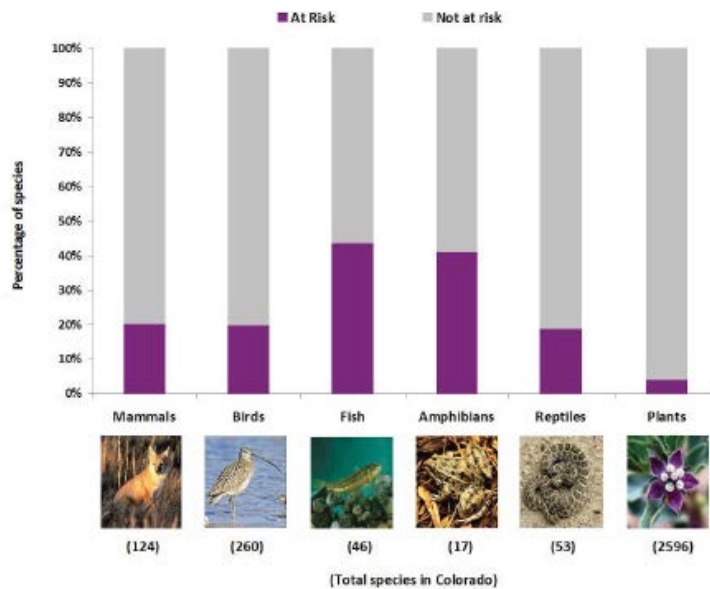 At Risk
Not at risk
Percentage of species
100%
90%
80%
70%
60%
50%
40%
30%
20%
10%
0%
Mammals Birds Fish Amphibians Reptiles Plants
(124) (260) (46) (17) (53) (2596)
(Total species in Colorado)